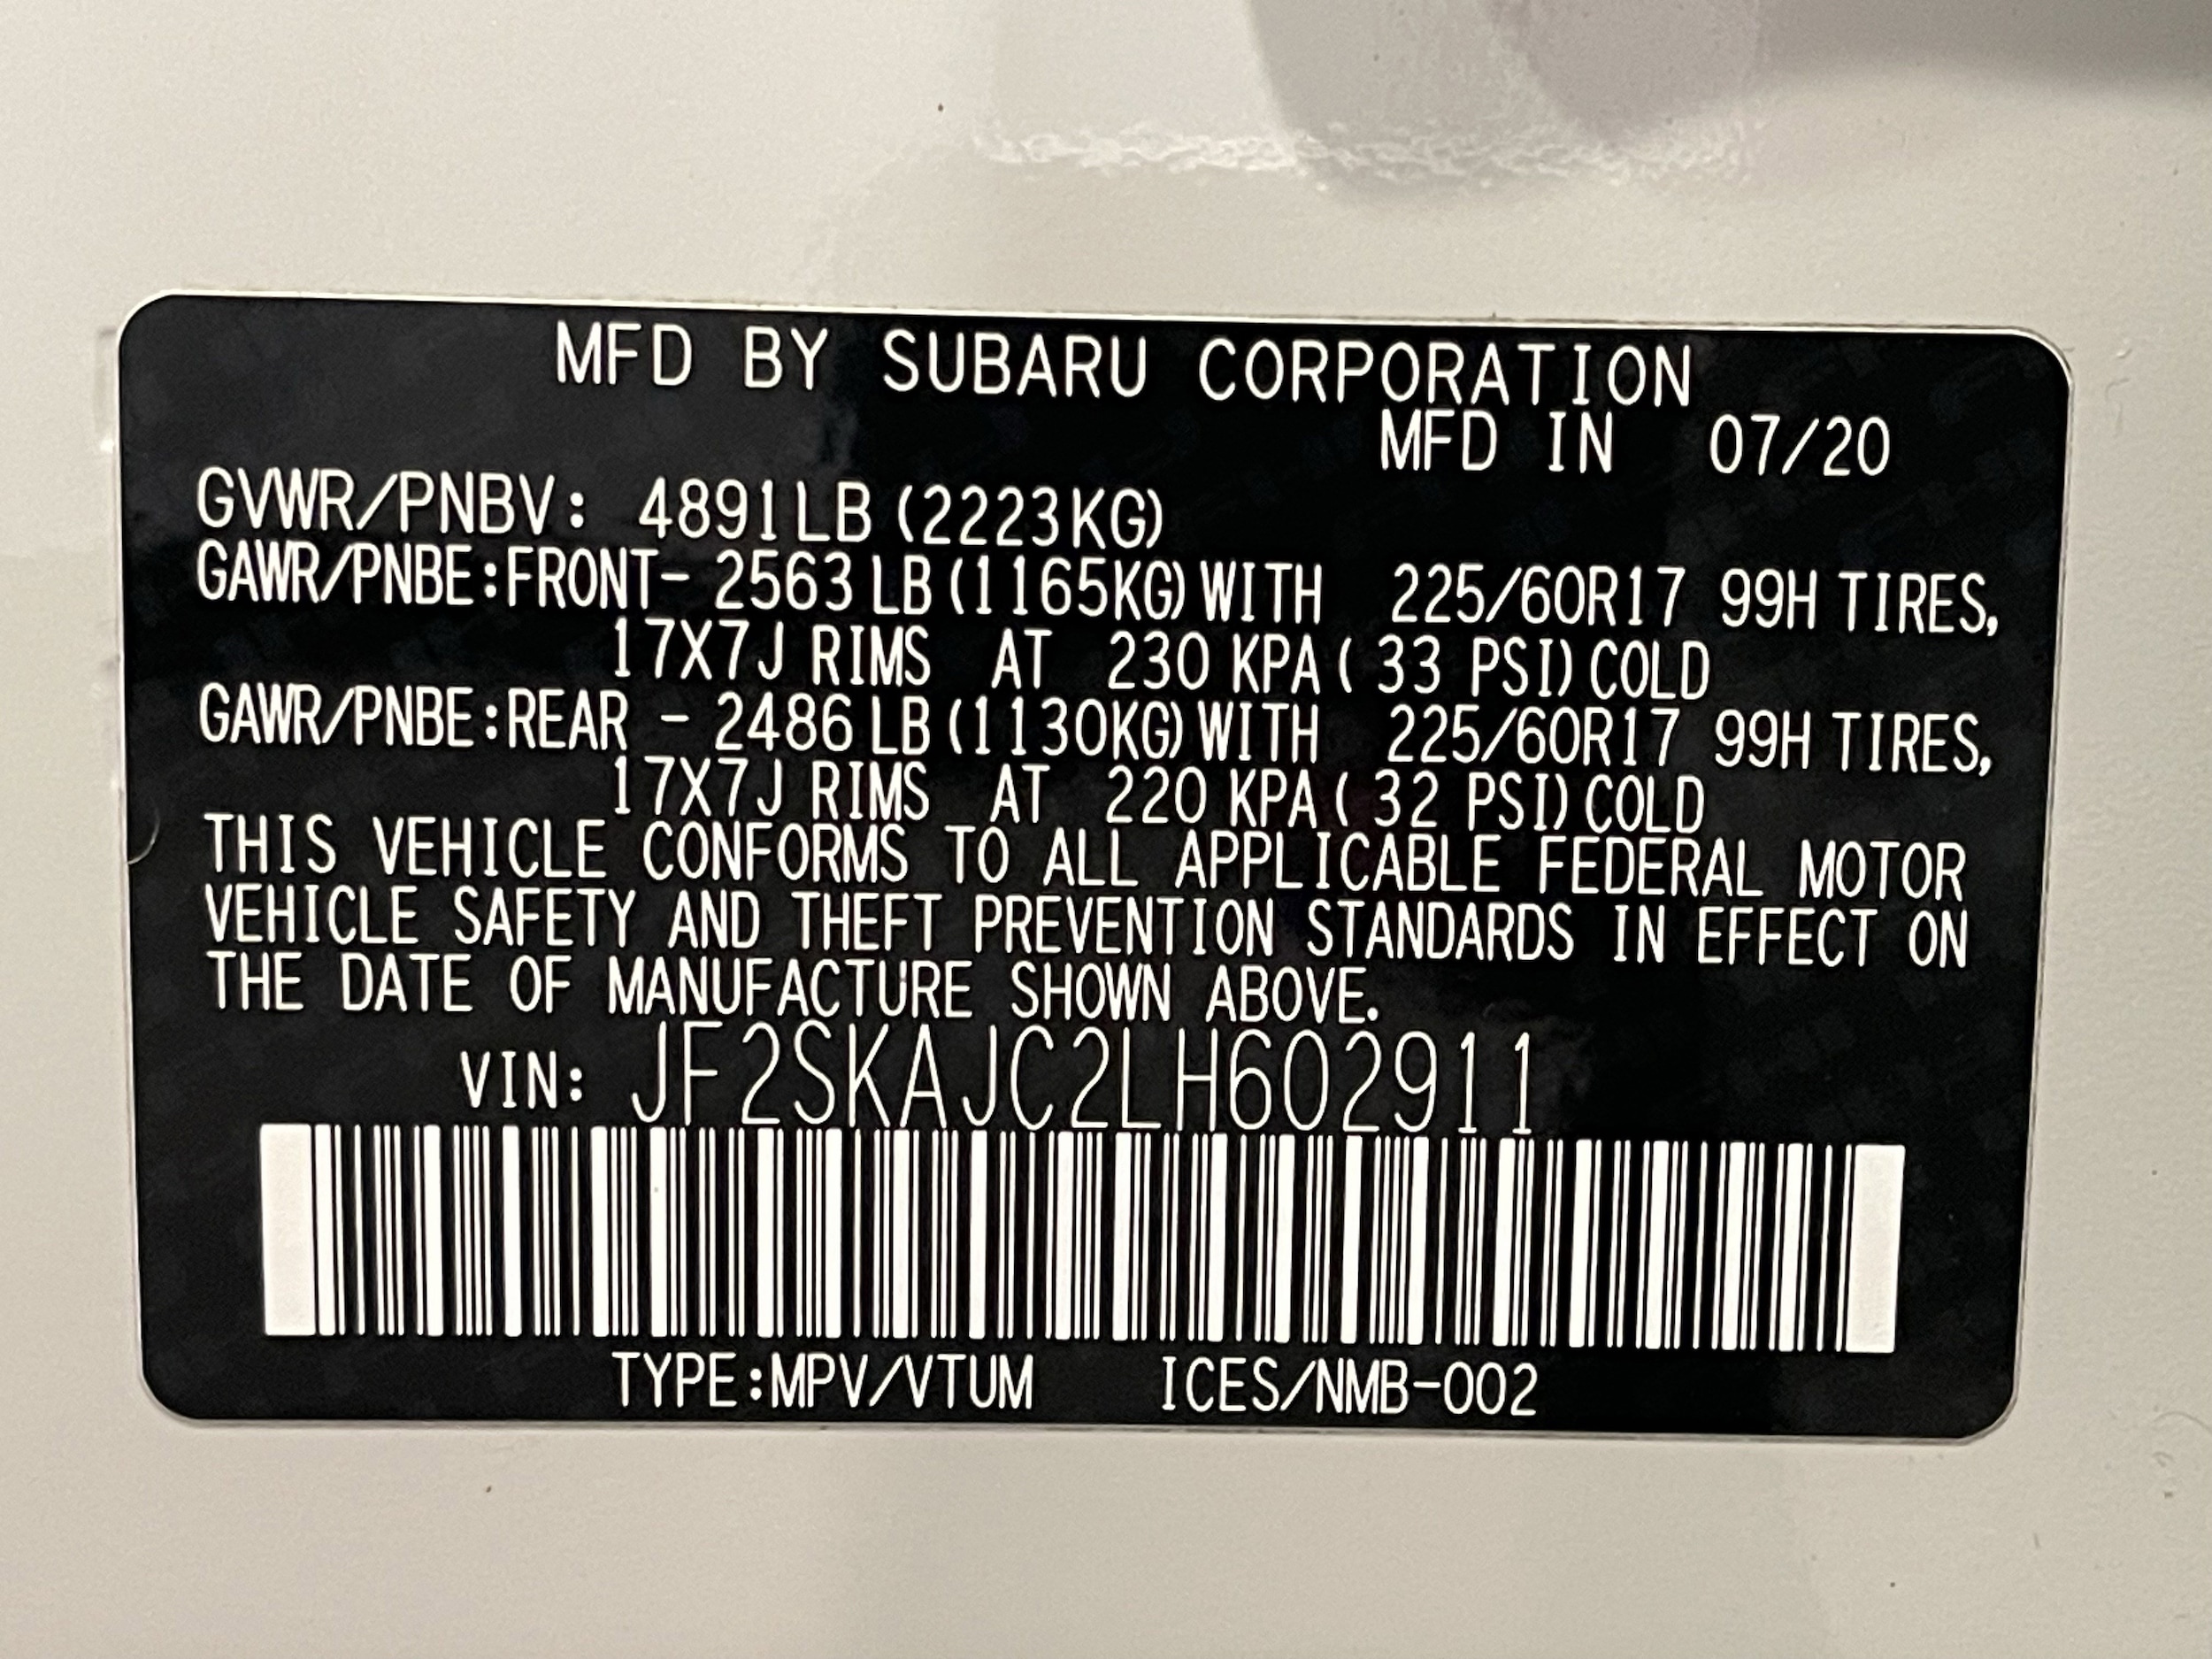 MFD BY SUBARU CORPORATION
MFD IN 07/20
GVWR/PNBV: 4891LB (2223KG)
GAWR/PNBE:FRONT- 2563 LB (1165KG) WITH 225/60R17 99H TIRES,
17X7J RIMS AT 230 KPA ( 33 PSI) COLD
GAWR/PNBE:REAR - 2486 LB (1130KG) WITH 225/60R17 99H TIRES,
17X7J RIMS AT 220 KPA ( 32 PSI) COLD
THIS VEHICLE CONFORMS TO ALL APPLICABLE FEDERAL MOTOR
VEHICLE SAFETY AND THEFT PREVENTION STANDARDS IN EFFECT ON
THE DATE OF MANUFACTURE SHOWN ABOVE.
VIN: JF2SKAJC2LH602911
TYPE:MPV/VTUM ICES/NMB-002